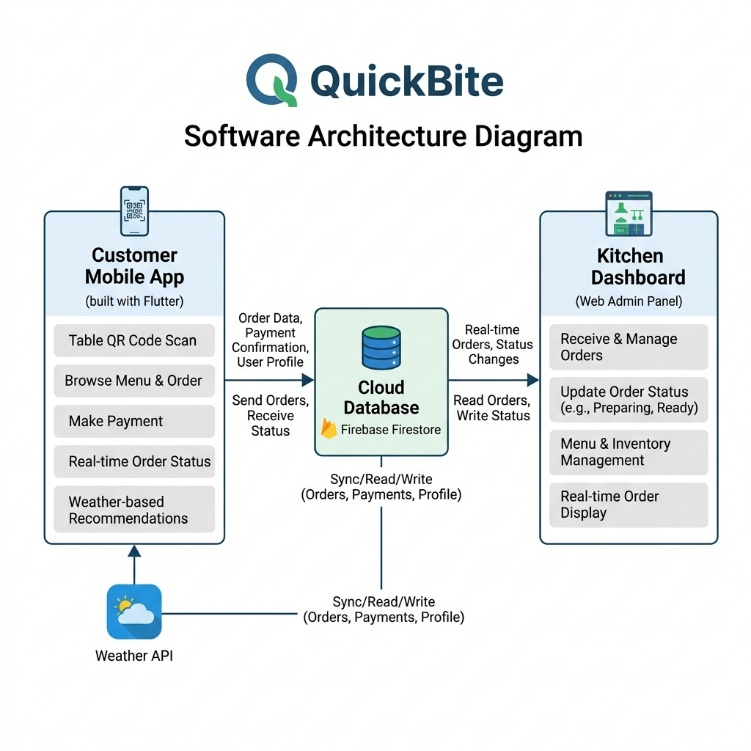 QuickBite
Software Architecture Diagram
Customer
Mobile App
(built with Flutter)
Table QR Code Scan
Browse Menu & Order
Make Payment
Real-time Order Status
Weather-based
Recommendations
Order Data,
Payment
Confirmation,
User Profile
Send Orders,
Receive
Status
Cloud
Database
Firebase Firestore
Real-time
Orders, Status
Changes
Read Orders,
Write Status
Kitchen
Dashboard
(Web Admin Panel)
Receive & Manage
Orders
Update Order Status
(e.g., Preparing, Ready)
Menu & Inventory
Management
Real-time Order
Display
Sync/Read/Write
(Orders, Payments, Profile)
Sync/Read/Write
(Orders, Payments, Profile)
Weather API